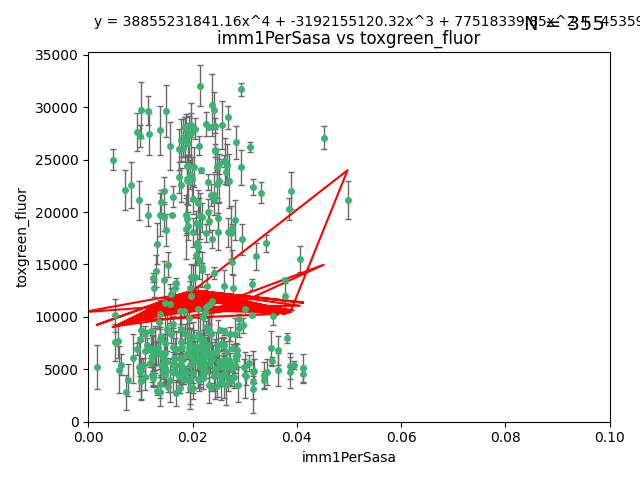 y = 38855231841.16x^4 + -3192155120.32x^3 +
N = 355
imm1PerSasa vs toxgreen_fluor
35000
30000
25000
20000
15000
10000
5000
0
toxgreen_fluor
0.00 0.02 0.04 0.06 0.08 0.10
imm1PerSasa